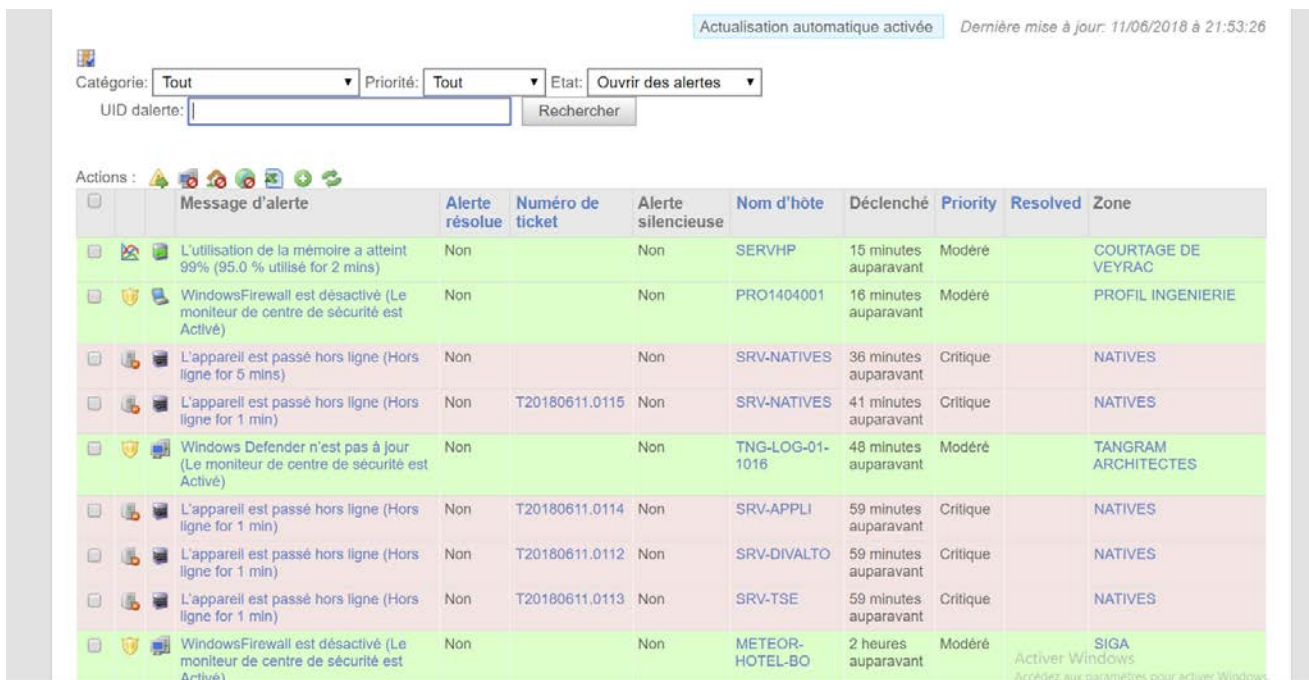 Actualisation automatique activée Dernière mise à jour: 11/06/2018 à 21:53:26
Catégorie: Tout Priorité: Tout Etat: Ouvrir des alertes
UID dalerte: Rechercher
Actions :
Message d'alerte Alerte Numéro de Alerte Nom d'hôte Déclenché Priority Resolved Zone
résolue ticket silencieuse
L'utilisation de la mémoire a atteint Non Non SERVHP 15 minutes Modéré COURTAGE DE
99% (95.0 % utilisé for 2 mins) auparavant VEYRAC
WindowsFirewall est désactivé (Le Non Non PRO1404001 16 minutes Modéré PROFIL INGENIERIE
moniteur de centre de sécurité est auparavant
Activé)
L'appareil est passé hors ligne (Hors Non Non SRV-NATIVES 36 minutes Critique NATIVES
ligne for 5 mins) auparavant
L'appareil est passé hors ligne (Hors Non T20180611.0115 Non SRV-NATIVES 41 minutes Critique NATIVES
ligne for 1 min) auparavant
Windows Defender n'est pas à jour Non Non TNG-LOG-01- 48 minutes Modéré TANGRAM
(Le moniteur de centre de sécurité est 1016 auparavant ARCHITECTES
Activé)
L'appareil est passé hors ligne (Hors Non T20180611.0114 Non SRV-APPLI 59 minutes Critique NATIVES
ligne for 1 min) auparavant
L'appareil est passé hors ligne (Hors Non T20180611.0112 Non SRV-DIVALTO 59 minutes Critique NATIVES
ligne for 1 min) auparavant
L'appareil est passé hors ligne (Hors Non T20180611.0113 Non SRV-TSE 59 minutes Critique NATIVES
ligne for 1 min) auparavant
WindowsFirewall est désactivé (Le Non Non METEOR- 2 heures Modéré SIGA
moniteur de centre de sécurité est HOTEL-BO auparavant Activer Windows
Activé) Accédez aux paramètres pour activer Windows